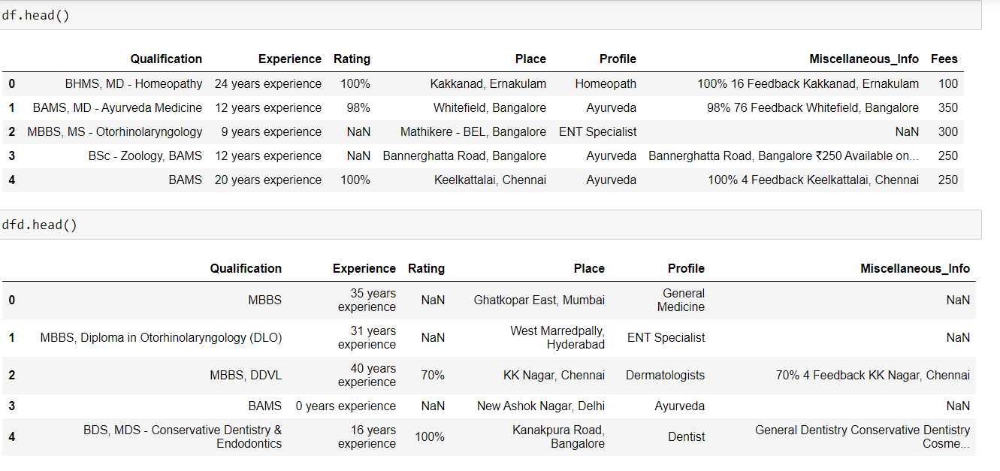 df.head()
Qualification Experience Rating Place Profile Miscellaneous_Info Fees
0 BHMS, MD - Homeopathy 24 years experience 100% Kakkanad, Ernakulam Homeopath 100% 16 Feedback Kakkanad, Ernakulam 100
1 BAMS, MD - Ayurveda Medicine 12 years experience 98% Whitefield, Bangalore Ayurveda 98% 76 Feedback Whitefield, Bangalore 350
2 MBBS, MS - Otorhinolaryngology 9 years experience NaN Mathikere - BEL, Bangalore ENT Specialist NaN 300
3 BSc - Zoology, BAMS 12 years experience NaN Bannerghatta Road, Bangalore Ayurveda Bannerghatta Road, Bangalore ₹250 Available on... 250
4 BAMS 20 years experience 100% Keelkattalai, Chennai Ayurveda 100% 4 Feedback Keelkattalai, Chennai 250
dfd.head()
Qualification Experience Rating Place Profile Miscellaneous_Info
0 MBBS 35 years experience NaN Ghatkopar East, Mumbai General Medicine NaN
1 MBBS, Diploma in Otorhinolaryngology (DLO) 31 years experience NaN West Marredpally, Hyderabad ENT Specialist NaN
2 MBBS, DDVL 40 years experience 70% KK Nagar, Chennai Dermatologists 70% 4 Feedback KK Nagar, Chennai
3 BAMS 0 years experience NaN New Ashok Nagar, Delhi Ayurveda NaN
4 BDS, MDS - Conservative Dentistry & Endodontics 16 years experience 100% Kanakpura Road, Bangalore Dentist General Dentistry Conservative Dentistry Cosme...